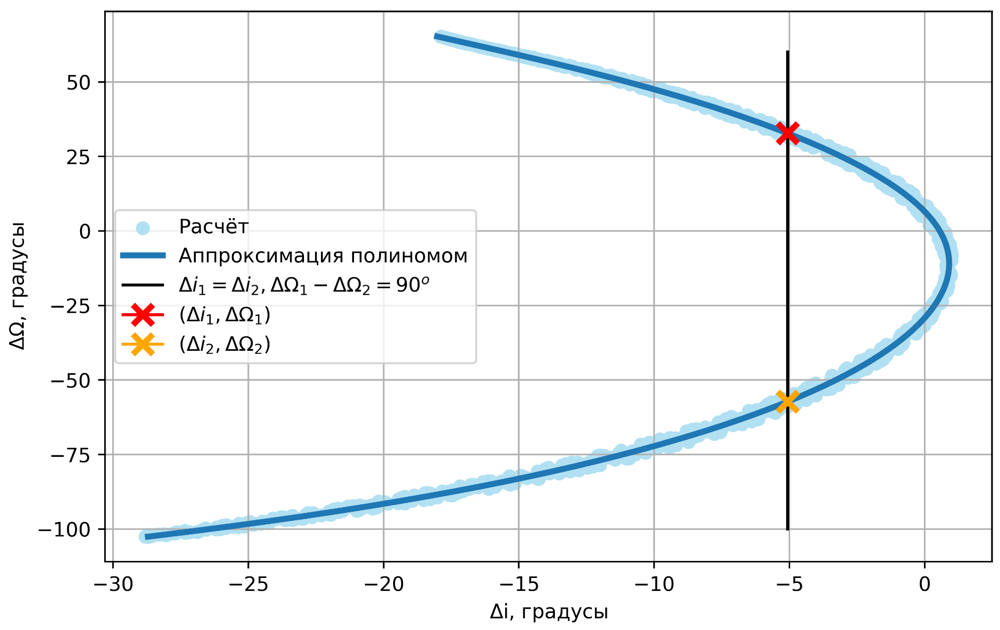 50
25
0
−25
−50
−75
−100
ΔΩ, градусы
Расчёт
Аппроксимация полиномом
Δi₁ = Δi₂, ΔΩ₁ − ΔΩ₂ = 90ᵒ
(Δi₁, ΔΩ₁)
(Δi₂, ΔΩ₂)
−30 −25 −20 −15 −10 −5 0
Δi, градусы